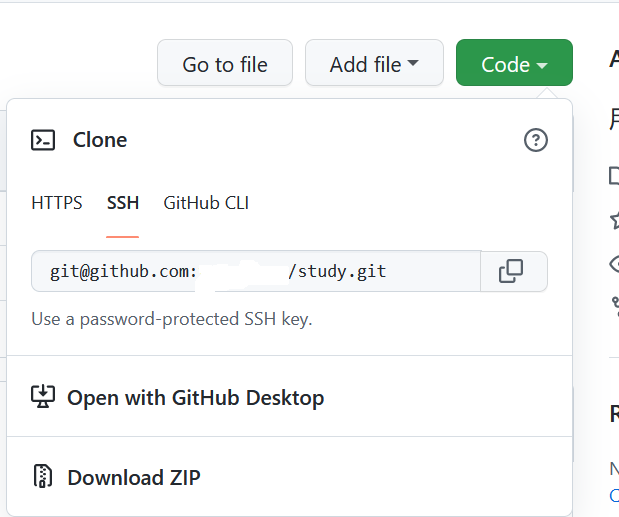 Go to file Add file Code
Clone
HTTPS SSH GitHub CLI
git@github.com: /study.git
Use a password-protected SSH key.
Open with GitHub Desktop
Download ZIP